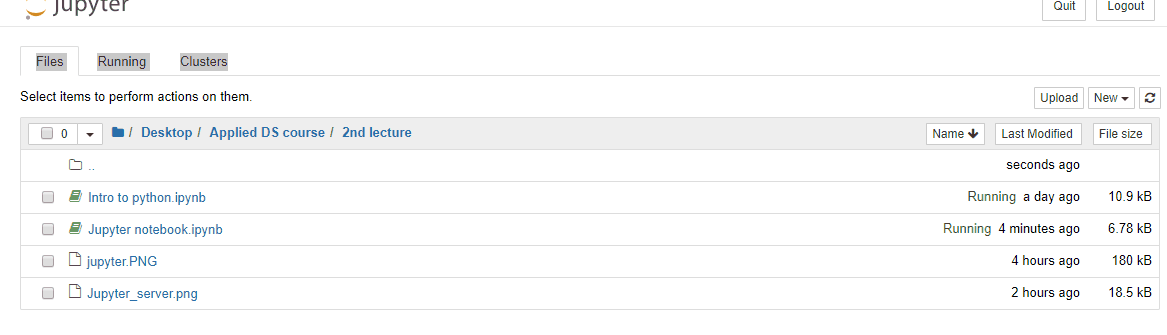 jupyter Quit Logout
Files Running Clusters
Select items to perform actions on them. Upload New
0 / Desktop / Applied DS course / 2nd lecture Name Last Modified File size
.. seconds ago
Intro to python.ipynb Running a day ago 10.9 kB
Jupyter notebook.ipynb Running 4 minutes ago 6.78 kB
jupyter.PNG 4 hours ago 180 kB
Jupyter_server.png 2 hours ago 18.5 kB